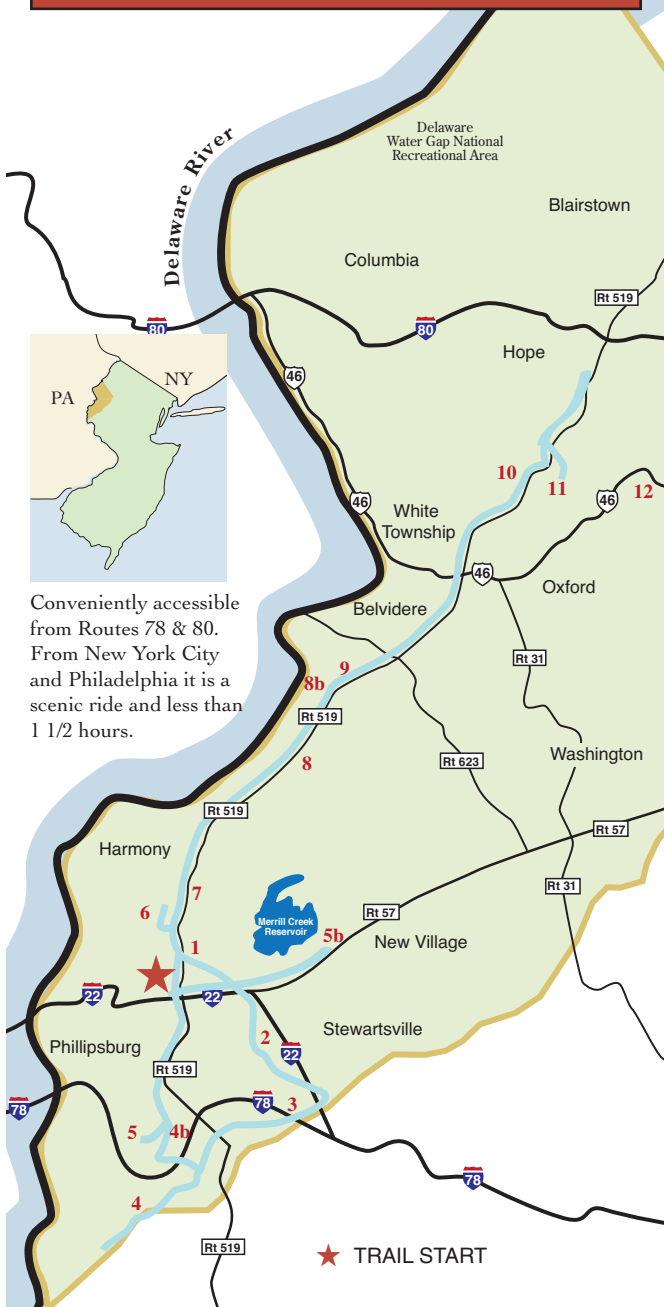 Delaware
Water Gap National
Recreational Area
Delaware River
Blairstown
Columbia
Rt 519
80
80
Hope
46
PA
NY
10
11
46
12
46
White
Township
46
Oxford
Belvidere
Conveniently accessible
from Routes 78 & 80.
From New York City
and Philadelphia it is a
scenic ride and less than
1 1/2 hours.
Rt 31
9
8b
Rt 519
8
Rt 623
Washington
Rt 519
Rt 57
Harmony
Rt 31
7
6
Merrill Creek
Reservoir
Rt 57
5b
New Village
1
22
22
Stewartsville
2
Phillipsburg
22
Rt 519
78
78
3
5
4b
78
4
Rt 519
TRAIL START